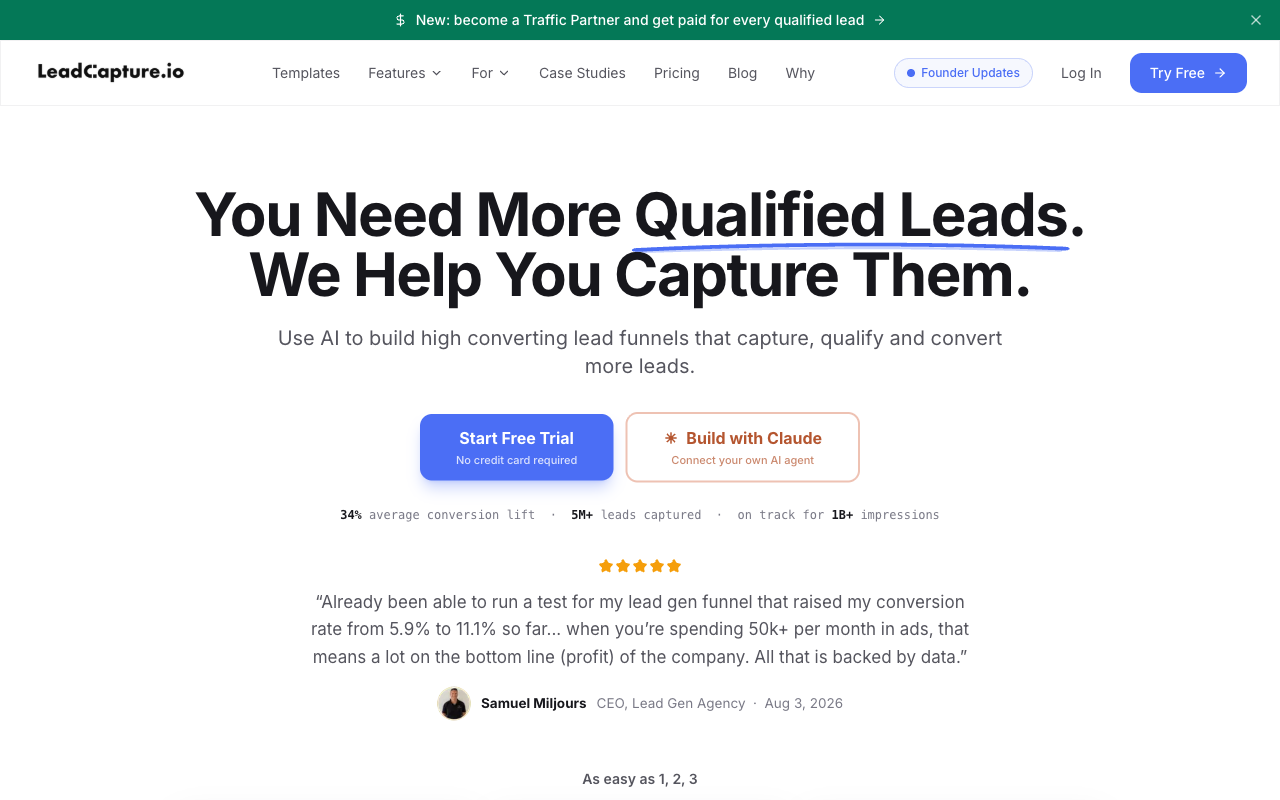 New: become a Traffic Partner and get paid for every qualified lead
LeadCapture.io
Templates
Features
For
Case Studies
Pricing
Blog
Why
Founder Updates
Log In
Try Free
You Need More Qualified Leads.
We Help You Capture Them.
Use AI to build high converting lead funnels that capture, qualify and convert
more leads.
Start Free Trial
No credit card required
Build with Claude
Connect your own AI agent
34% average conversion lift · 5M+ leads captured · on track for 1B+ impressions
“Already been able to run a test for my lead gen funnel that raised my conversion
rate from 5.9% to 11.1% so far... when you’re spending 50k+ per month in ads, that
means a lot on the bottom line (profit) of the company. All that is backed by data.”
Samuel Miljours CEO, Lead Gen Agency · Aug 3, 2026
As easy as 1, 2, 3